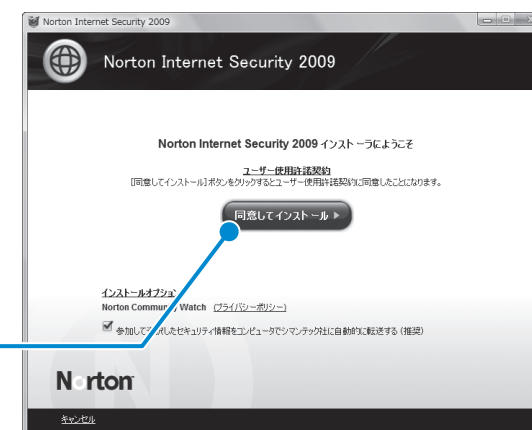 Norton Internet Security 2009
Norton Internet Security 2009
Norton Internet Security 2009 インストーラにようこそ
ユーザー使用許諾契約
[同意してインストール]ボタンをクリックするとユーザー使用許諾契約に同意したことになります。
同意してインストール
インストールオプション
Norton Community Watch (プライバシーポリシー)
参加して したセキュリティ情報をコンピュータでシマンテック社に自動的に転送する (推奨)
N rton
キャンセル